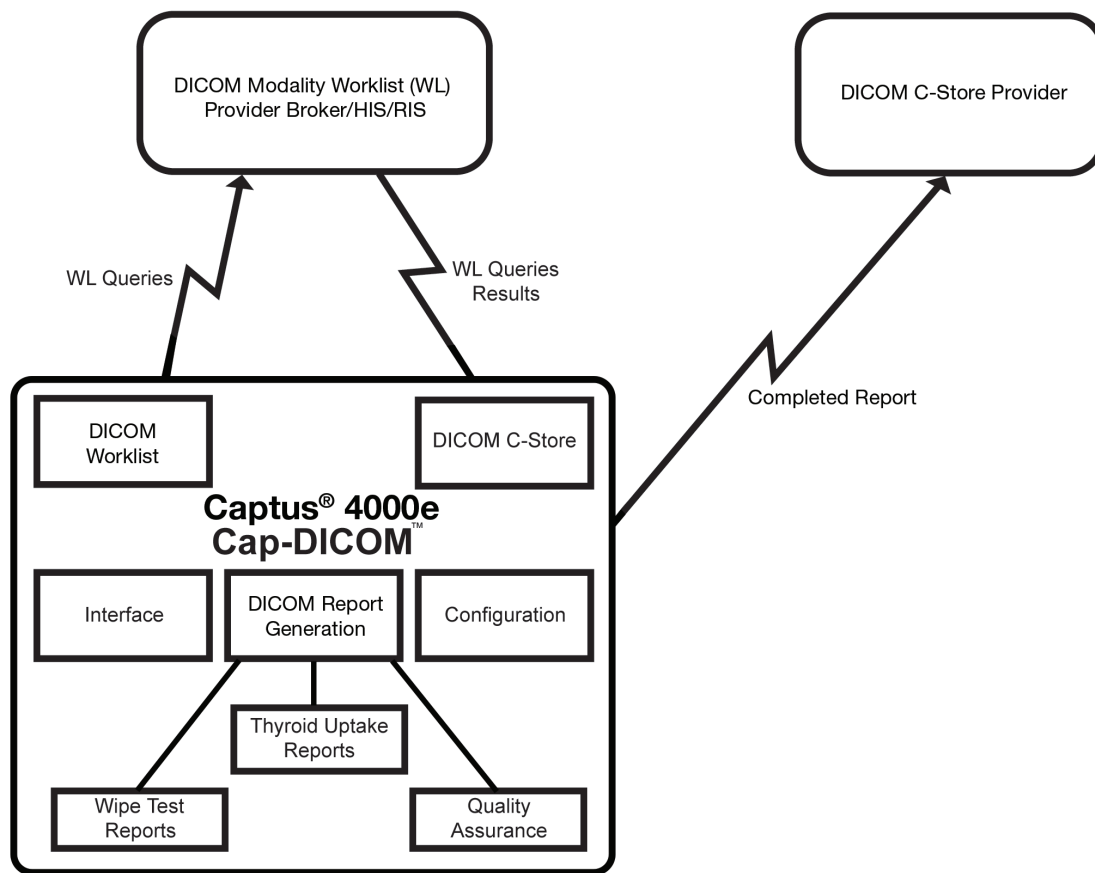 DICOM Modality Worklist (WL)
Provider Broker/HIS/RIS
DICOM C-Store Provider
WL Queries
WL Queries
Results
Completed Report
DICOM
Worklist
DICOM C-Store
Captus® 4000e
Cap-DICOM™
Interface
DICOM Report
Generation
Configuration
Thyroid Uptake
Reports
Wipe Test
Reports
Quality
Assurance